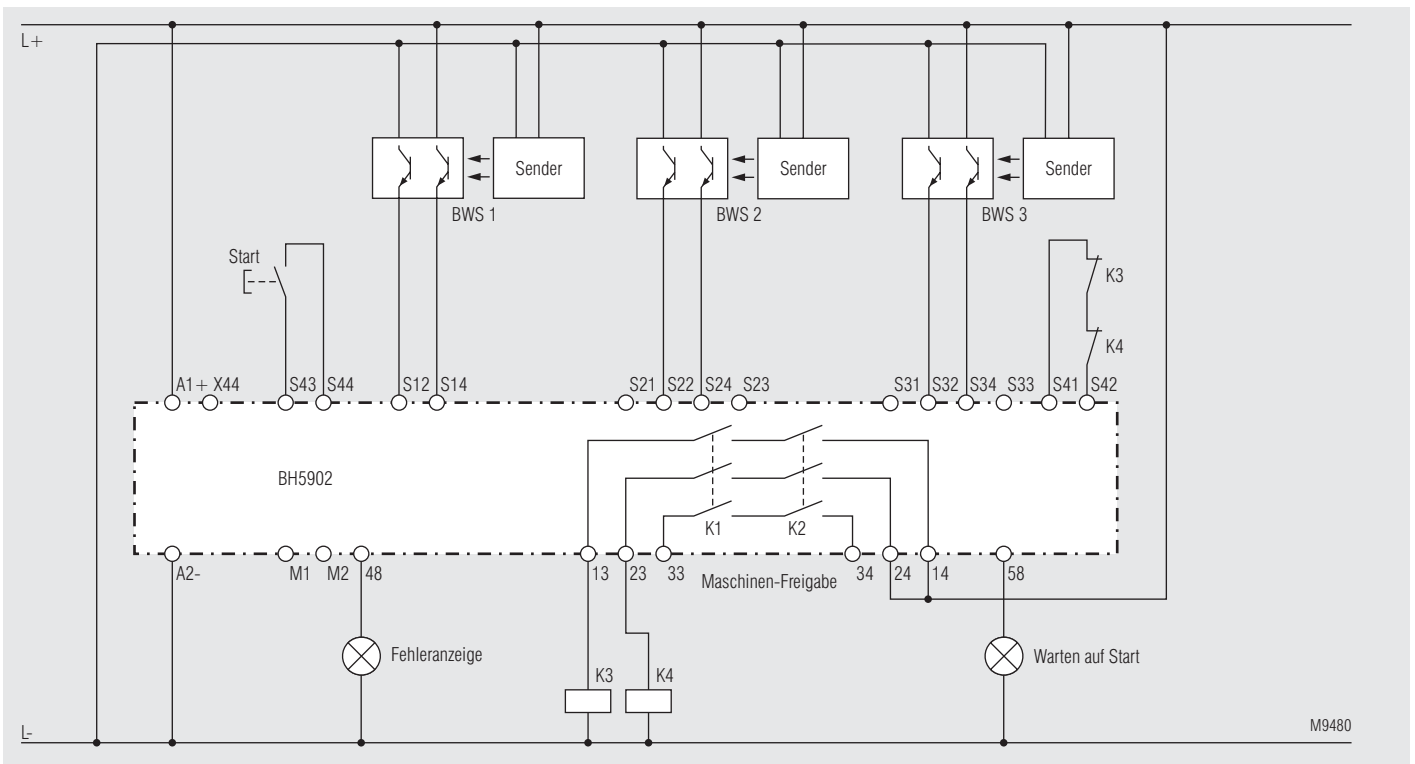 L+
Sender
Sender
Sender
BWS 1
BWS 2
BWS 3
Start
K3
K4
A1+ X44 S43 S44 S12 S14 S21 S22 S24 S23 S31 S32 S34 S33 S41 S42
BH5902
K1 K2
A2- M1 M2 48 13 23 33 Maschinen-Freigabe 34 24 14 58
Fehleranzeige
Warten auf Start
K3 K4
L-
M9480